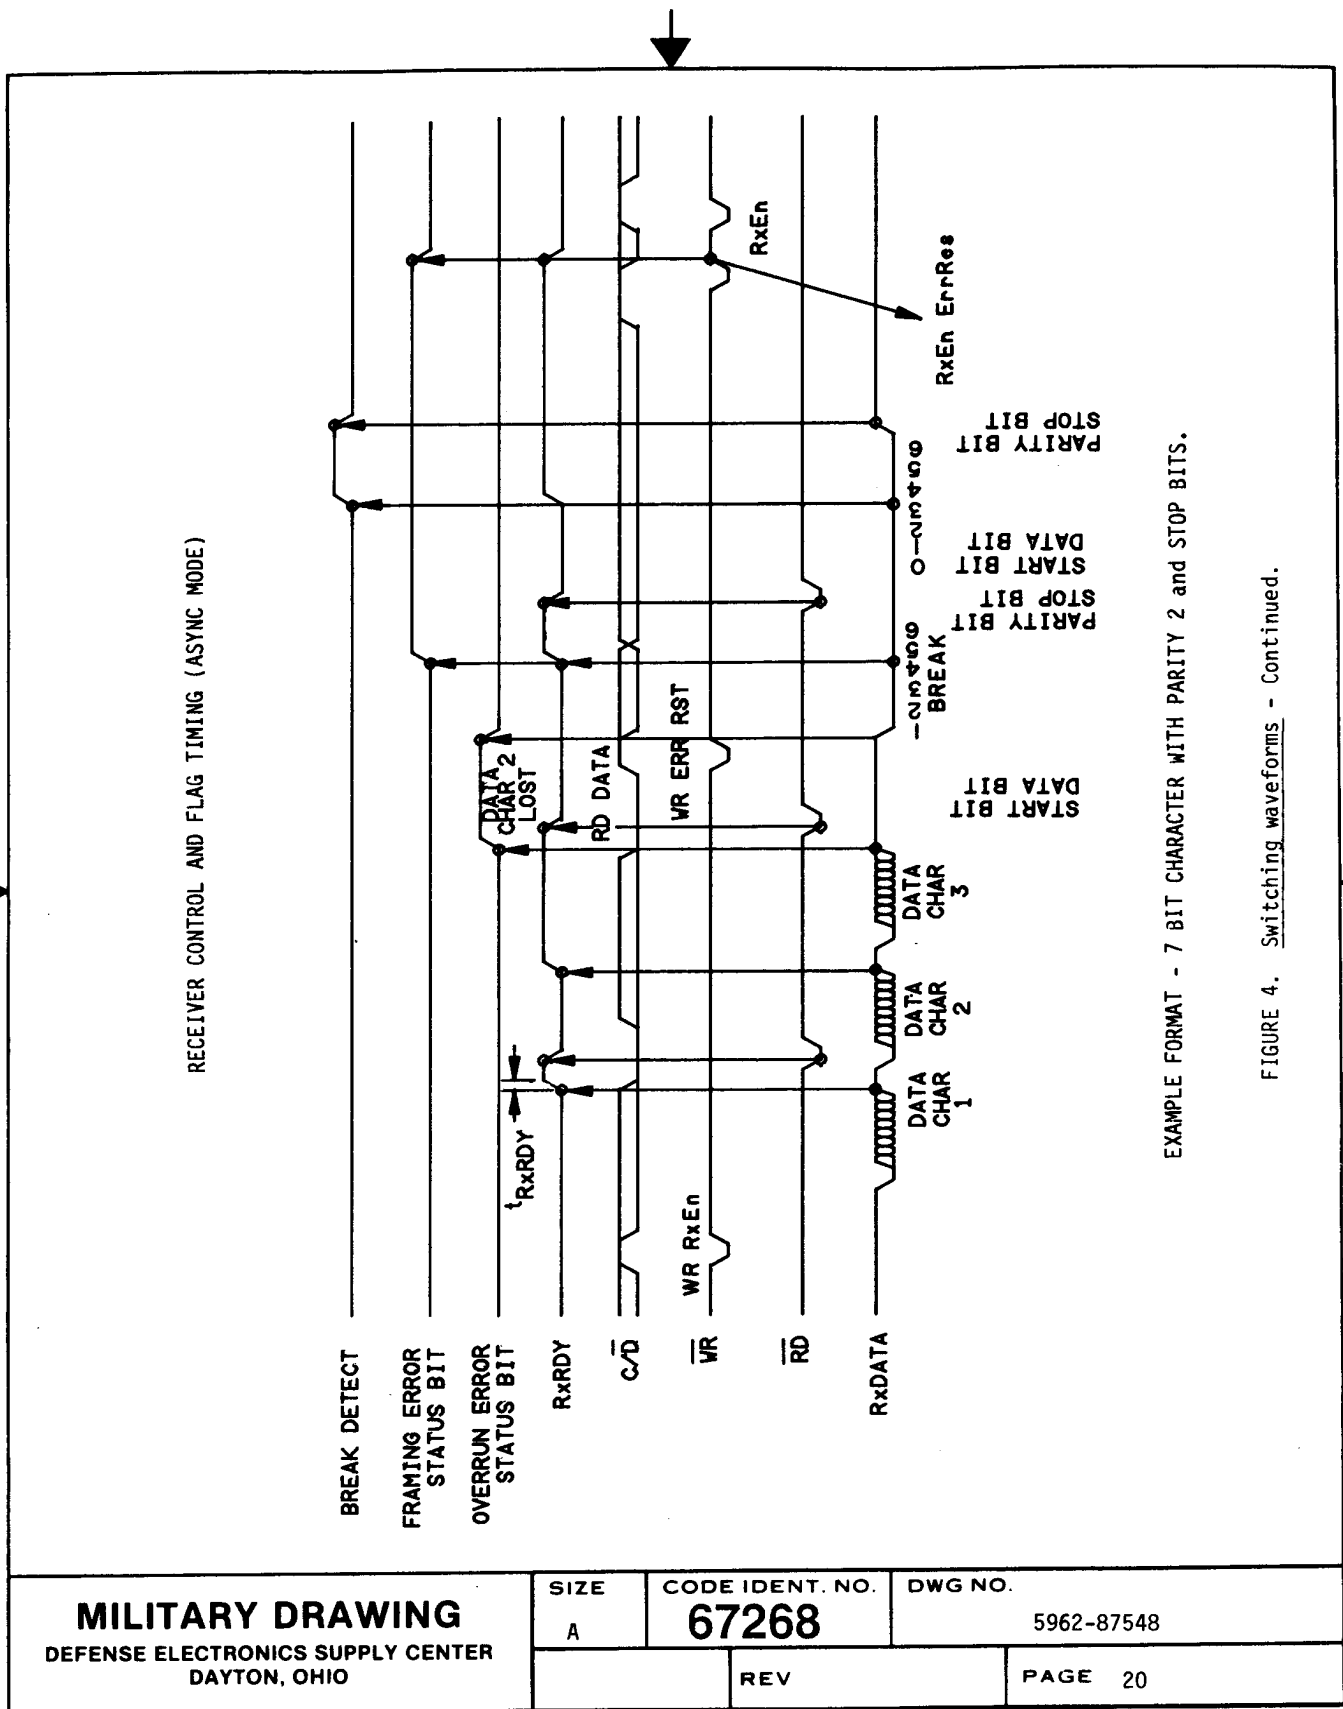 RECEIVER CONTROL AND FLAG TIMING (ASYNC MODE)
BREAK DETECT
FRAMING ERROR
STATUS BIT
OVERRUN ERROR
STATUS BIT
RxRDY
C/D
WR
RD
RxDATA
tRxRDY
WR RxEn
DATA
CHAR 2
LOST
RD DATA
WR ERR RST
RxEn
RxEn ErrRes
DATA
CHAR
1
DATA
CHAR
2
DATA
CHAR
3
START BIT
DATA BIT
123456
BREAK
PARITY BIT
STOP BIT
START BIT
DATA BIT
0123456
PARITY BIT
STOP BIT
EXAMPLE FORMAT - 7 BIT CHARACTER WITH PARITY 2 and STOP BITS.
FIGURE 4. Switching waveforms - Continued.
MILITARY DRAWING
DEFENSE ELECTRONICS SUPPLY CENTER
DAYTON, OHIO
SIZE
A
CODE IDENT. NO.
67268
DWG NO.
5962-87548
REV
PAGE 20